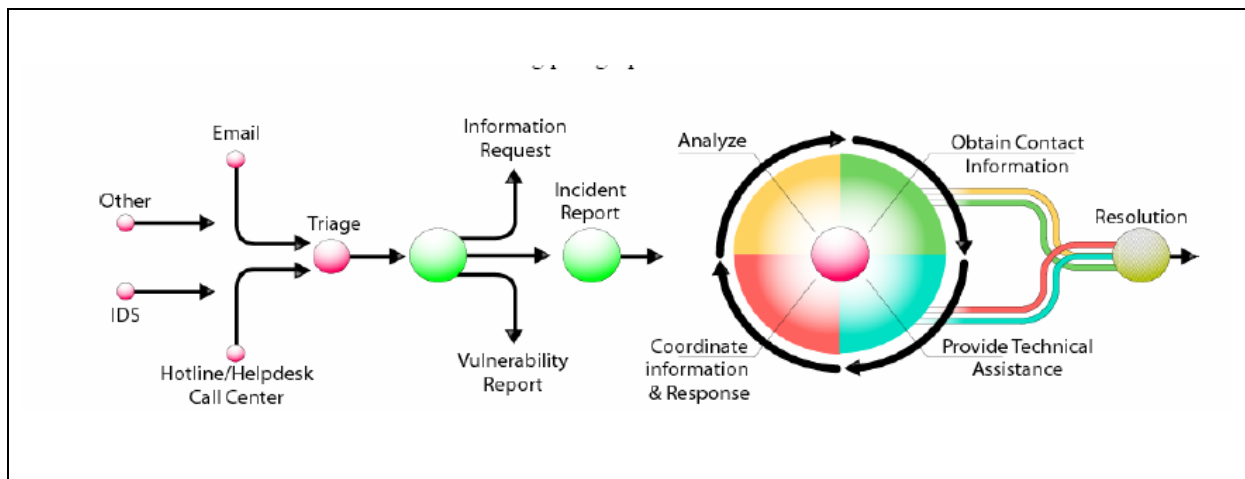 Email
Other
IDS
Hotline/Helpdesk
Call Center
Triage
Information
Request
Incident
Report
Vulnerability
Report
Analyze
Obtain Contact
Information
Coordinate
information
& Response
Provide Technical
Assistance
Resolution